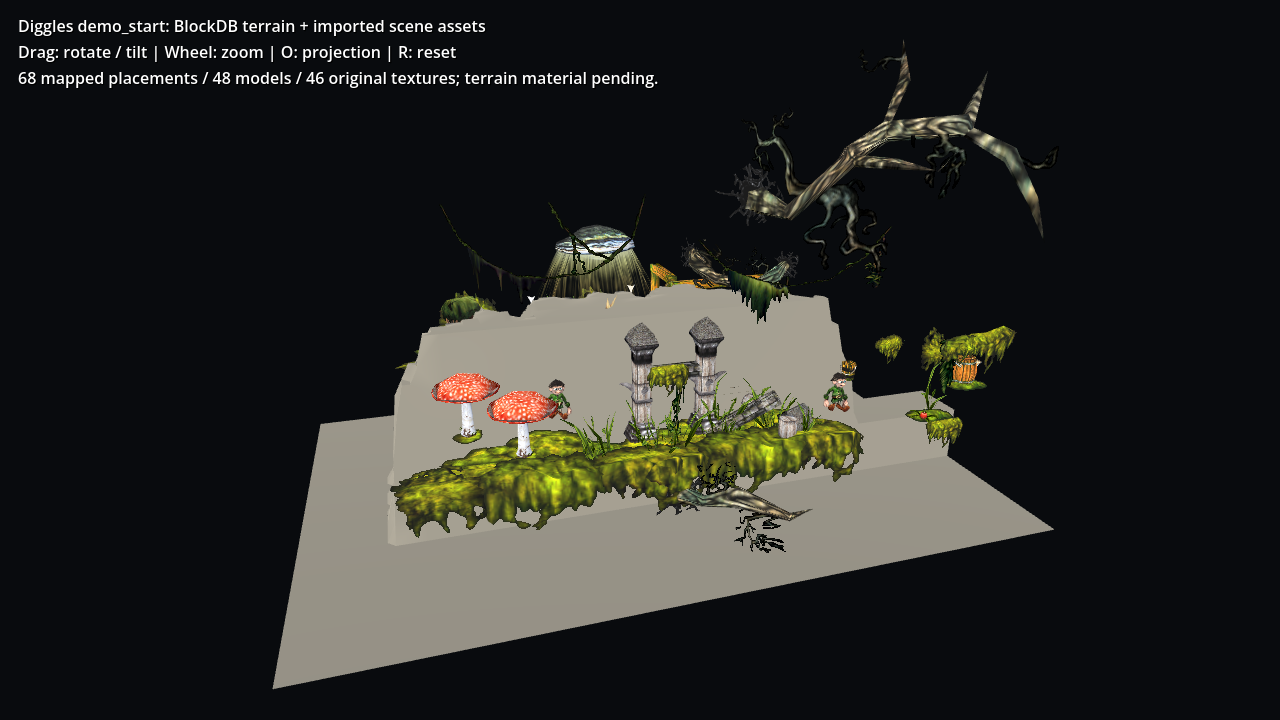 Diggles demo_start: BlockDB terrain + imported scene assets
Drag: rotate / tilt | Wheel: zoom | O: projection | R: reset
68 mapped placements / 48 models / 46 original textures; terrain material pending.